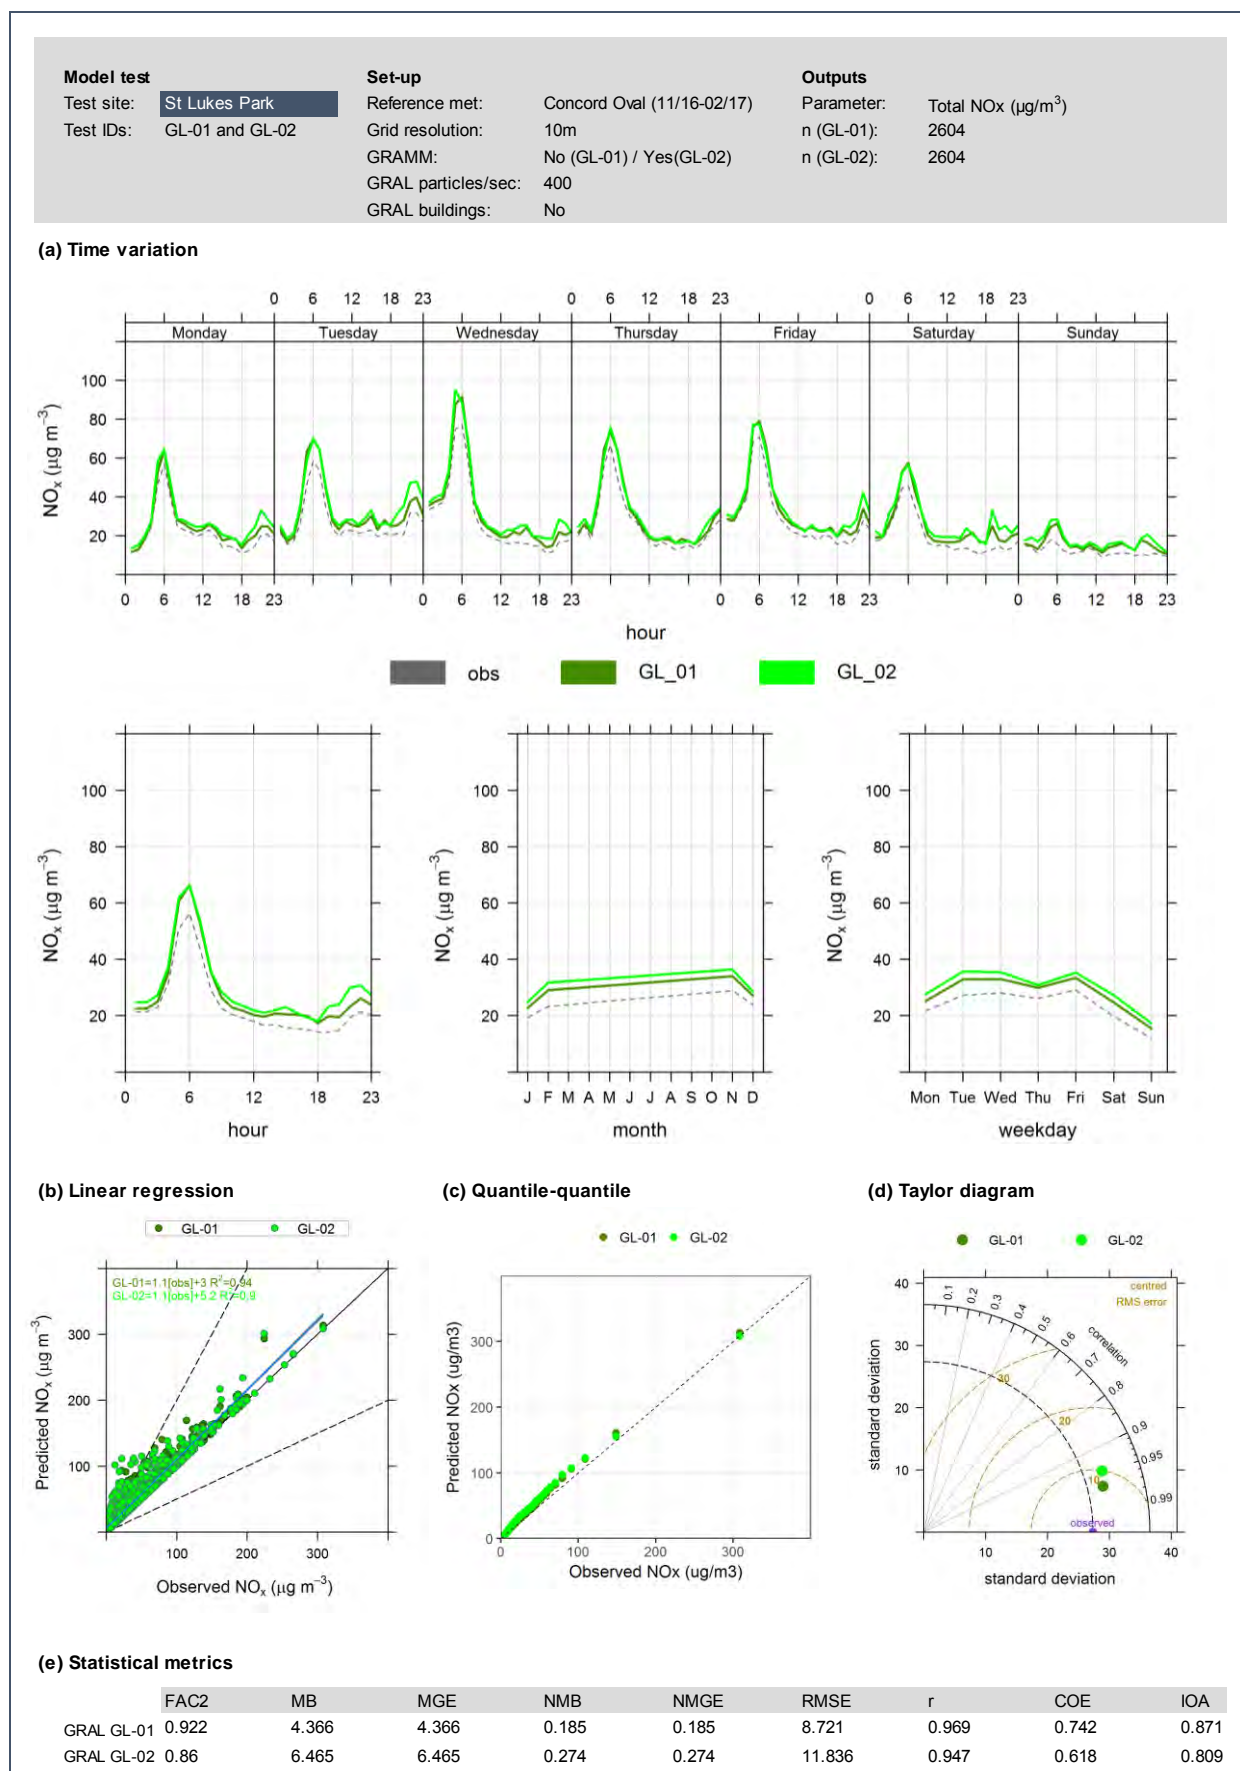 Model test Set-up Outputs
Test site: St Lukes Park Reference met: Concord Oval (11/16-02/17) Parameter: Total NOx (µg/m³)
Test IDs: GL-01 and GL-02 Grid resolution: 10m n (GL-01): 2604
GRAMM: No (GL-01) / Yes(GL-02) n (GL-02): 2604
GRAL particles/sec: 400
GRAL buildings: No
(a) Time variation
0 6 12 18 23 0 6 12 18 23 0 6 12 18 23
Monday Tuesday Wednesday Thursday Friday Saturday Sunday
100
80
60
40
20
NOx (µg m⁻³)
0 6 12 18 23 0 6 12 18 23 0 6 12 18 23 0 6 12 18 23
hour
obs GL_01 GL_02
100 100 100
80 80 80
60 60 60
40 40 40
20 20 20
NOx (µg m⁻³) NOx (µg m⁻³) NOx (µg m⁻³)
0 6 12 18 23 J F M A M J J A S O N D Mon Tue Wed Thu Fri Sat Sun
hour month weekday
(b) Linear regression (c) Quantile-quantile (d) Taylor diagram
GL-01 GL-02
GL-01=1.1[obs]+3 R²=0.94
GL-02=1.1[obs]+5.2 R²=0.9
300
200
100
Predicted NOx (µg m⁻³)
100 200 300
Observed NOx (µg m⁻³)
GL-01 GL-02
300
200
100
0
Predicted NOx (ug/m3)
0 100 200 300
Observed NOx (ug/m3)
GL-01 GL-02
centred
RMS error
40
30
20
10
standard deviation
0.1 0.2 0.3 0.4 0.5 0.6 0.7 0.8 0.9 0.95 0.99
correlation
30
20
10
observed
10 20 30 40
standard deviation
(e) Statistical metrics
FAC2 MB MGE NMB NMGE RMSE r COE IOA
GRAL GL-01 0.922 4.366 4.366 0.185 0.185 8.721 0.969 0.742 0.871
GRAL GL-02 0.86 6.465 6.465 0.274 0.274 11.836 0.947 0.618 0.809